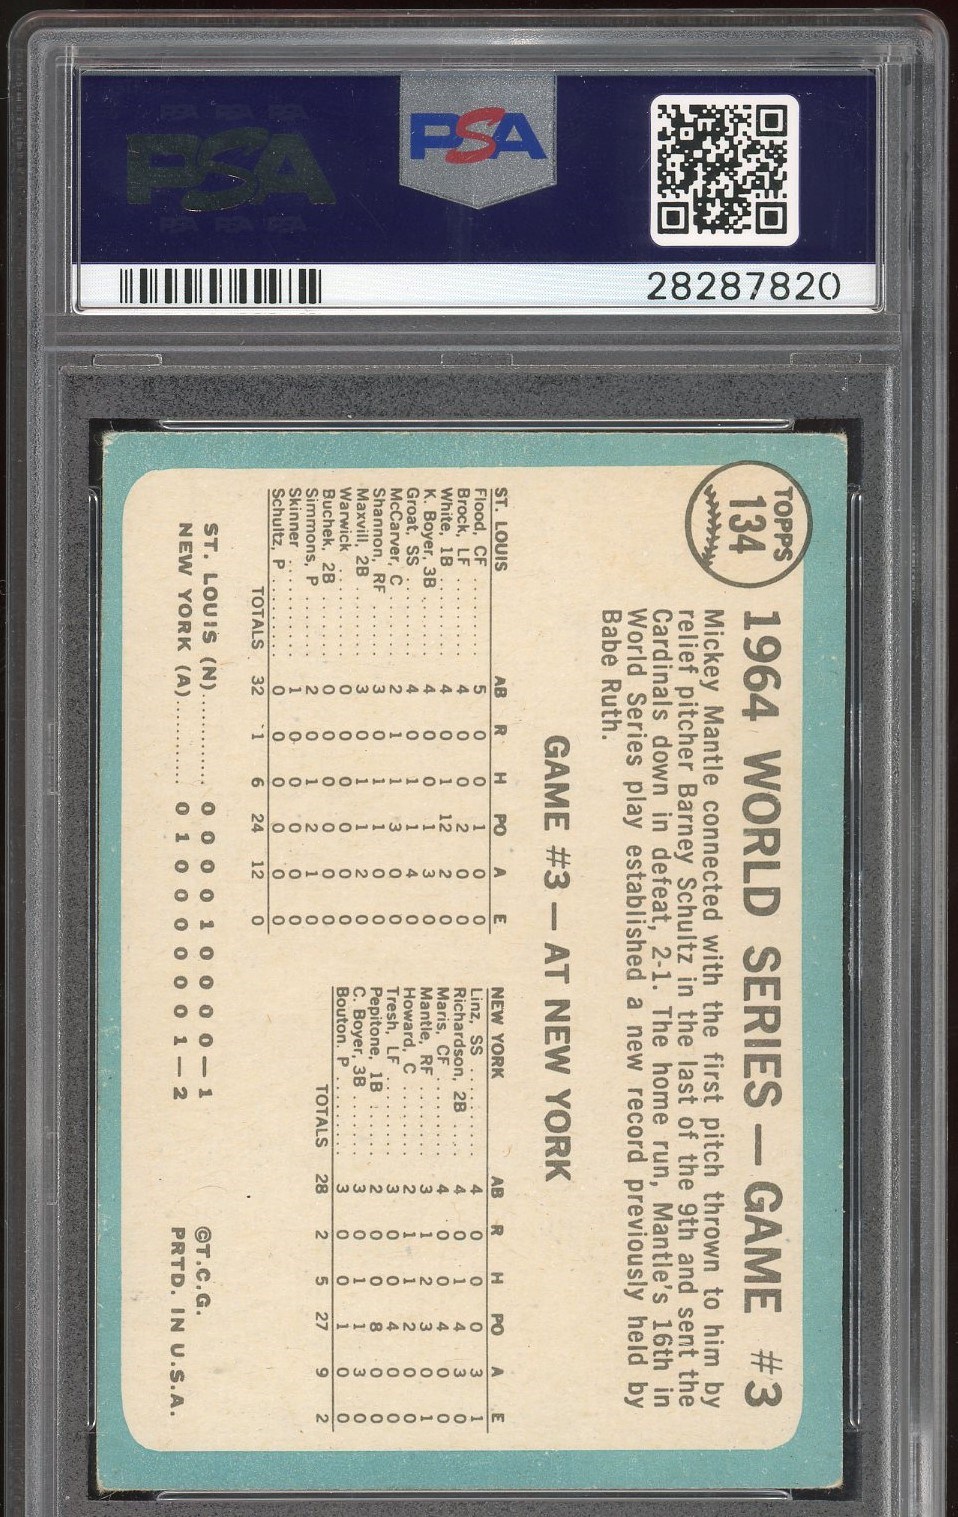 PSA
PSA PSA PSA
PSA
PSA PSA PSA
28287820
TOPPS
134
1964 WORLD SERIES — GAME #3
Mickey Mantle connected with the first pitch thrown to him by
relief pitcher Barney Schultz in the last of the 9th and sent the
Cardinals down in defeat, 2-1. The home run, Mantle's 16th in
World Series play established a new record previously held by
Babe Ruth.
GAME #3 — AT NEW YORK
ST. LOUIS AB R H PO A E
Flood, CF ........ 5 0 0 1 0 0
Brock, LF ........ 4 0 0 2 0 0
White, 1B ........ 4 0 1 12 2 0
K. Boyer, 3B ...... 4 0 0 1 3 0
Groat, SS ........ 4 0 1 1 4 0
McCarver, C ...... 2 1 1 3 0 0
Shannon, RF ...... 3 0 1 1 0 0
Maxvill, 2B ....... 3 0 1 1 2 0
Warwick ......... 0 0 0 0 0 0
Buchek, 2B ....... 0 0 0 0 0 0
Simmons, P ...... 2 0 1 2 1 0
Skinner .......... 1 0 0 0 0 0
Schultz, P ........ 0 0 0 0 0 0
TOTALS 32 1 6 24 12 0
NEW YORK AB R H PO A E
Linz, SS ......... 4 0 0 0 3 1
Richardson, 2B .... 4 0 1 4 3 0
Maris, CF ........ 4 0 0 4 0 0
Mantle, RF ....... 3 1 2 3 0 1
Howard, C ....... 2 1 1 2 0 0
Tresh, LF ........ 3 0 0 4 0 0
Pepitone, 1B ...... 2 0 0 8 0 0
C. Boyer, 3B ...... 3 0 1 1 3 0
Bouton. P ........ 3 0 0 1 0 0
TOTALS 28 2 5 27 9 2
ST. LOUIS (N).......... 0 0 0 0 1 0 0 0 0—1
NEW YORK (A)......... 0 1 0 0 0 0 0 0 1—2
©T.C.G.
PRTD. IN U.S.A.